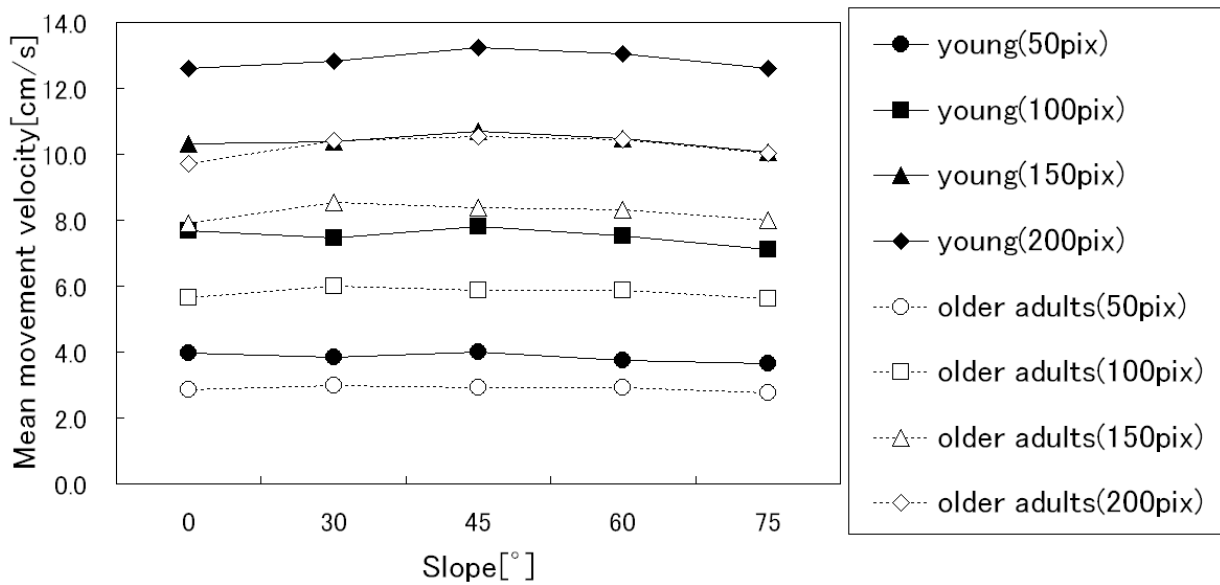 Mean movement velocity[cm/s]
14.0
12.0
10.0
8.0
6.0
4.0
2.0
0.0
0 30 45 60 75
Slope[°]
young(50pix)
young(100pix)
young(150pix)
young(200pix)
older adults(50pix)
older adults(100pix)
older adults(150pix)
older adults(200pix)